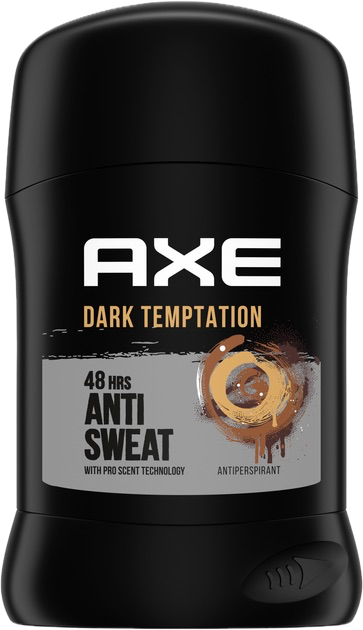 AXE
DARK TEMPTATION
48 HRS
ANTI
SWEAT
WITH PRO SCENT TECHNOLOGY
ANTIPERSPIRANT